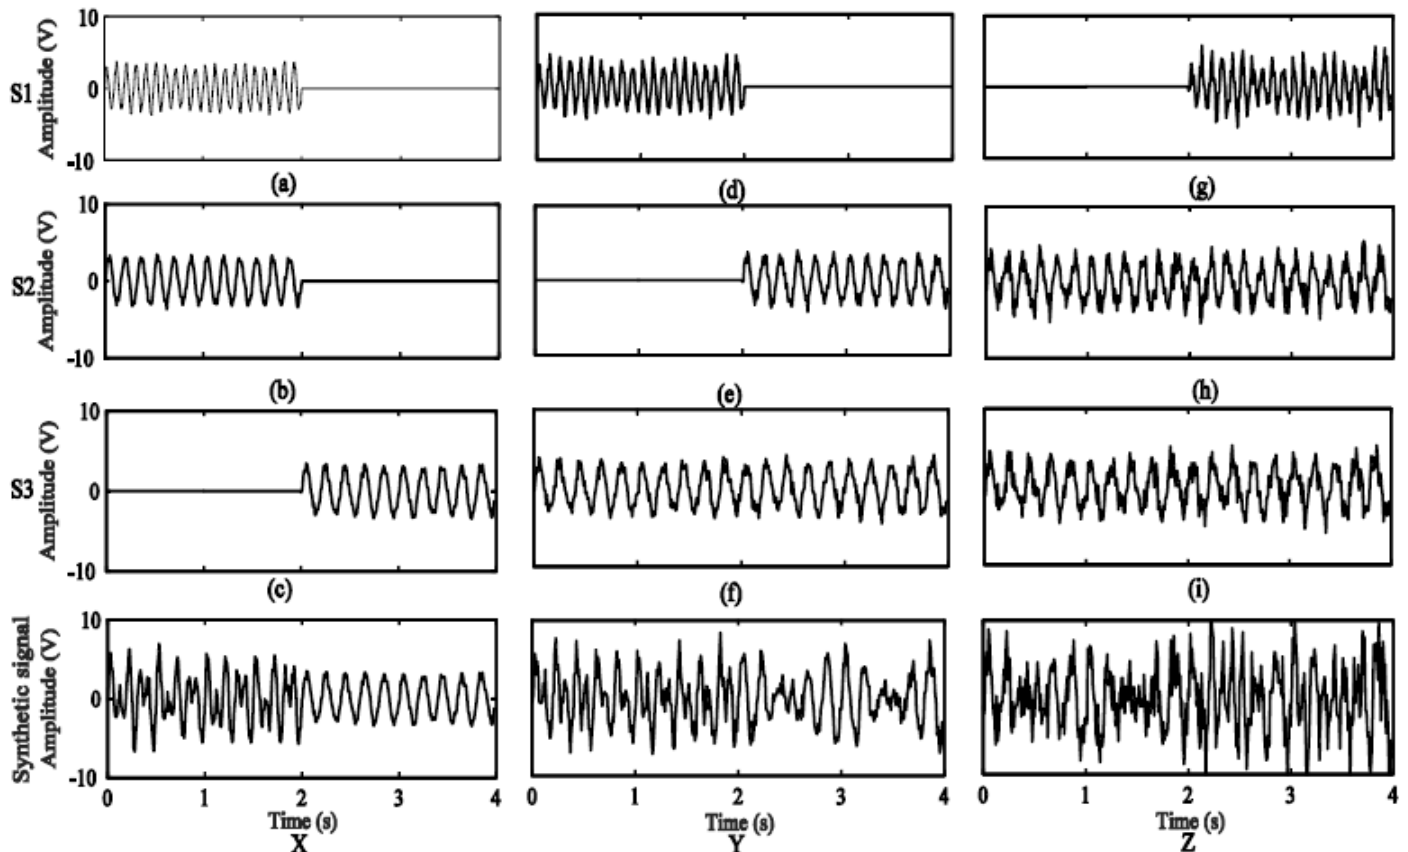 10
0
-10
S1
Amplitude (V)
(a)
(d)
(g)
10
0
-10
S2
Amplitude (V)
(b)
(e)
(h)
10
0
-10
S3
Amplitude (V)
(c)
(f)
(i)
10
0
-10
Synthetic signal
Amplitude (V)
0 1 2 3 4
0 1 2 3 4
0 1 2 3 4
Time (s)
Time (s)
Time (s)
X
Y
Z